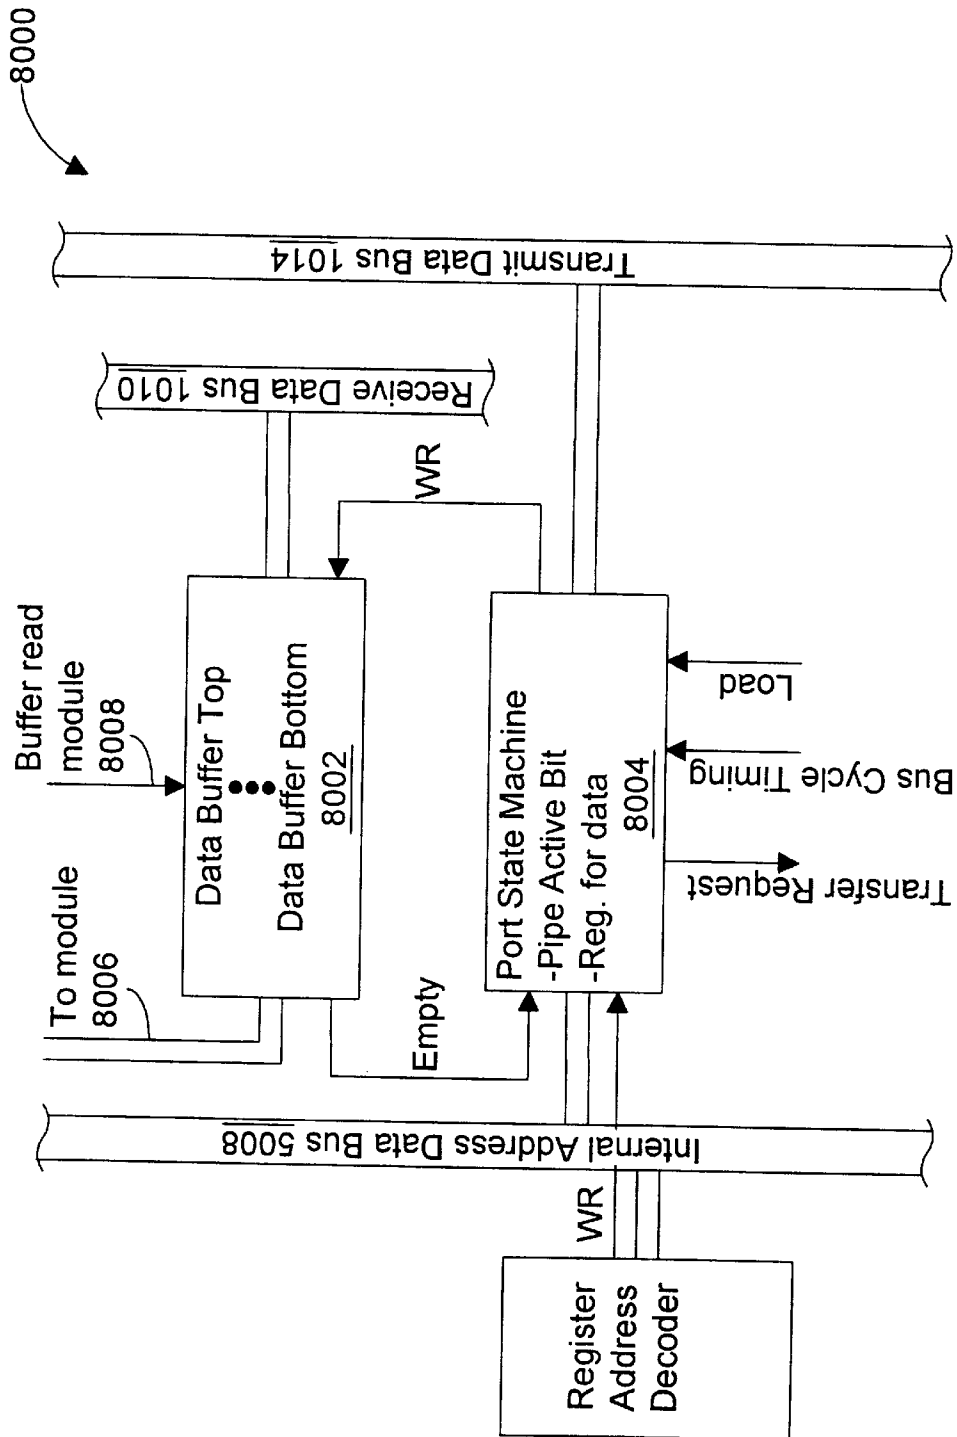 8000
Transmit Data Bus 1014
Receive Data Bus 1010
WR
Buffer read
module
8008
Data Buffer Top
Data Buffer Bottom
8002
To module
8006
Empty
Port State Machine
-Pipe Active Bit
-Reg. for data
8004
Load
Bus Cycle Timing
Transfer Request
Internal Address Data Bus 5008
WR
Register
Address
Decoder